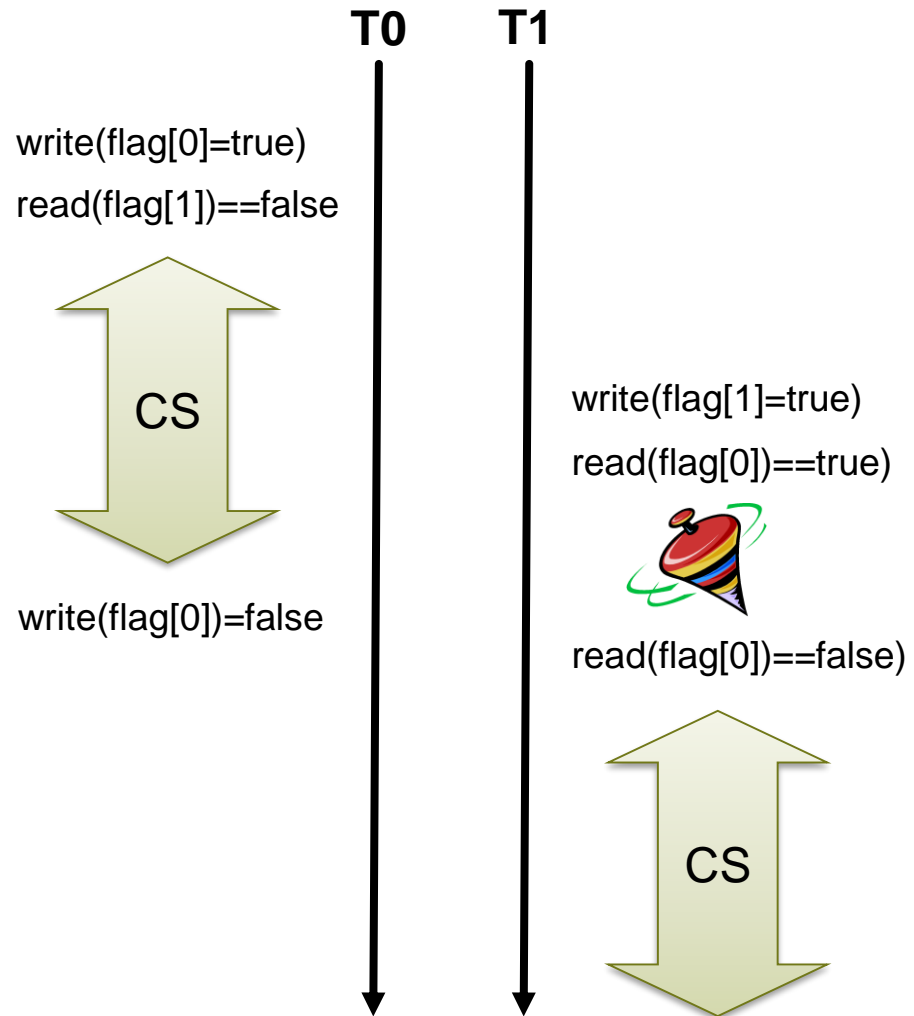 T0 T1
write(flag[0]=true)
read(flag[1])==false
CS
write(flag[1]=true)
read(flag[0])==true)
write(flag[0])=false
read(flag[0])==false)
CS